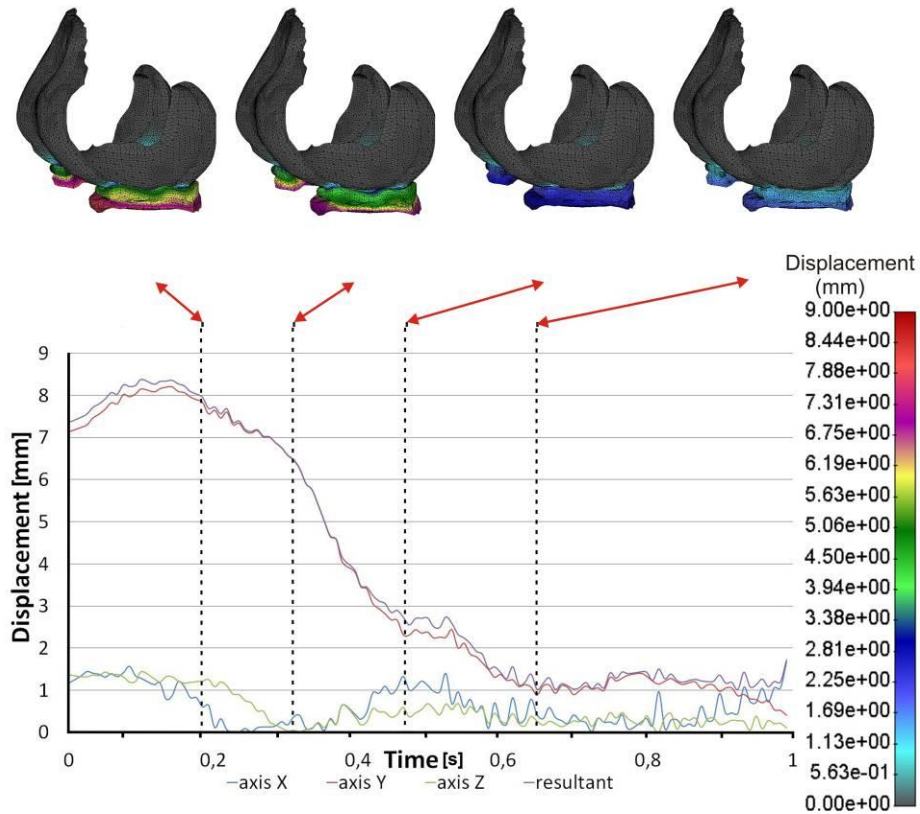 Displacement
(mm)
9.00e+00
8.44e+00
7.88e+00
7.31e+00
6.75e+00
6.19e+00
5.63e+00
5.06e+00
4.50e+00
3.94e+00
3.38e+00
2.81e+00
2.25e+00
1.69e+00
1.13e+00
5.63e-01
0.00e+00
Displacement [mm]
9
8
7
6
5
4
3
2
1
0
0 0,2 0,4 Time [s] 0,6 0,8 1
axis X axis Y axis Z resultant